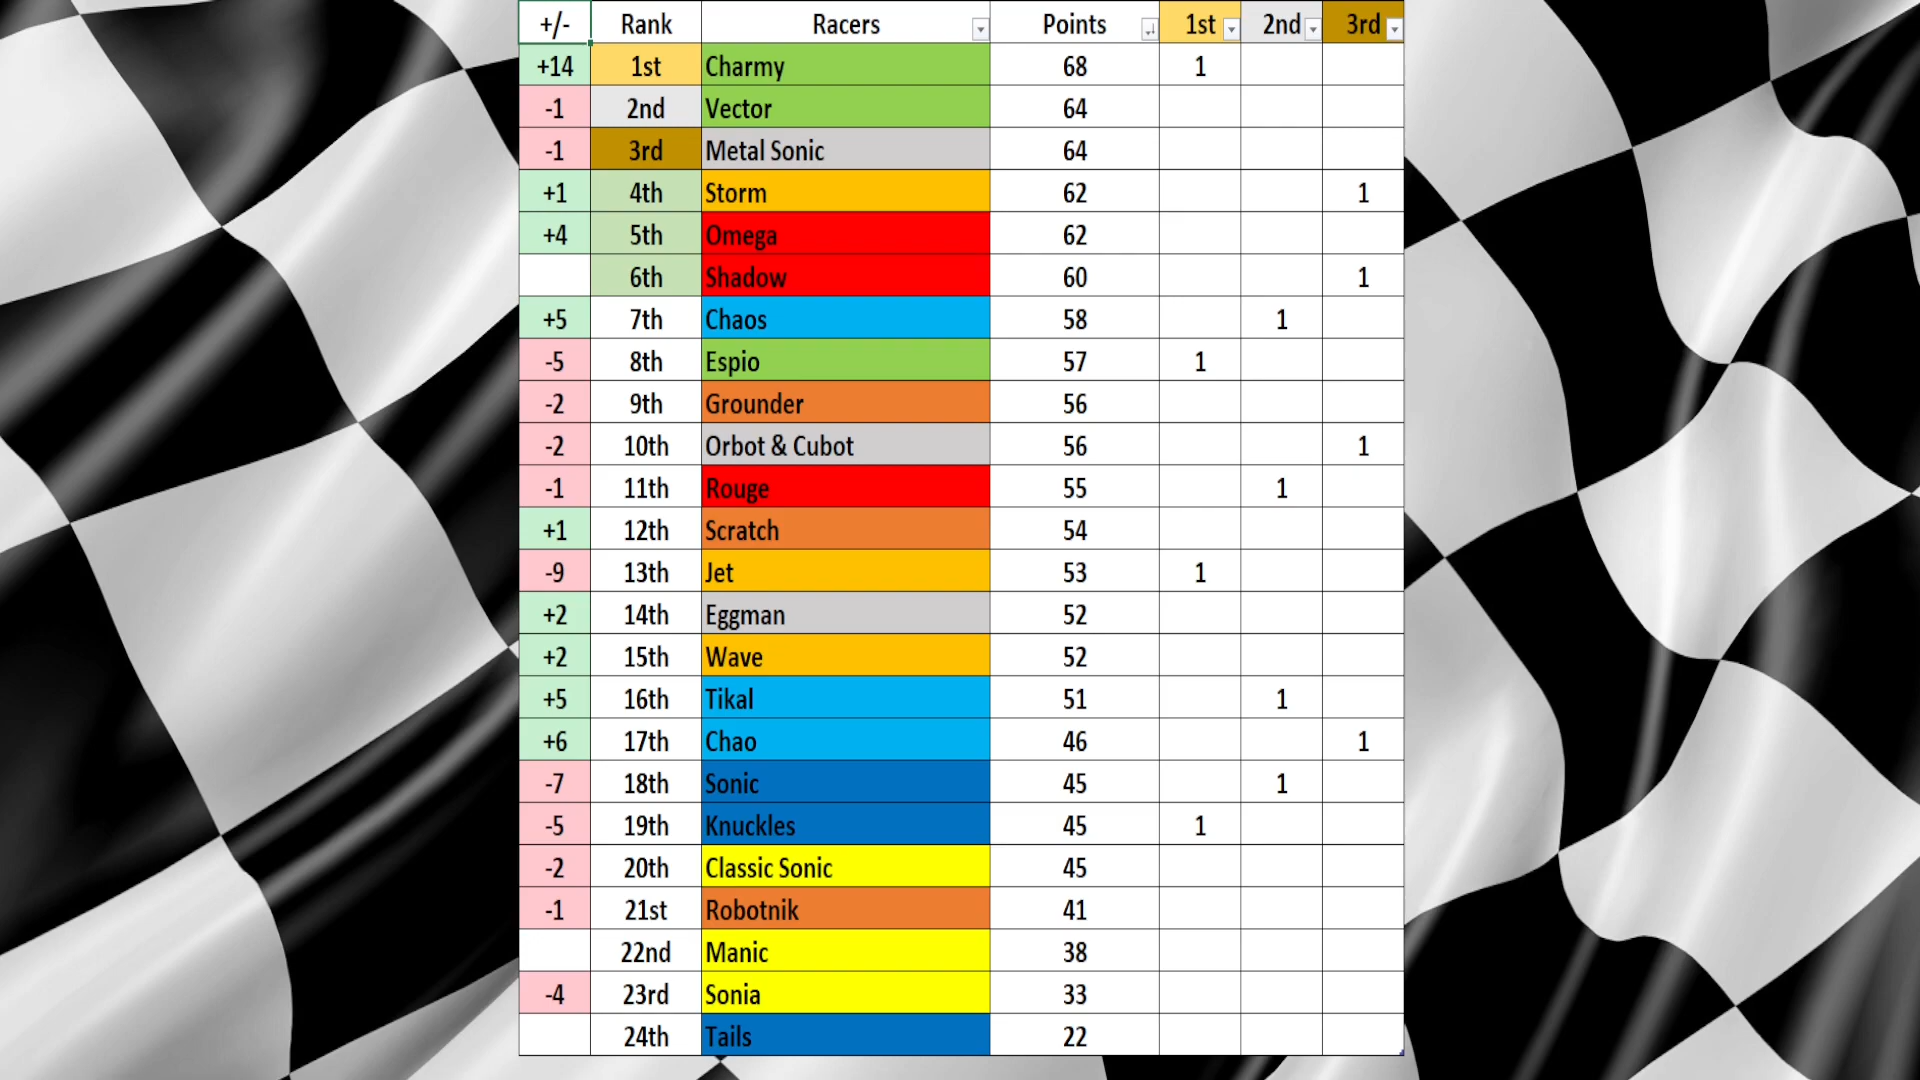 +/- Rank Racers Points 1st 2nd 3rd
+14 1st Charmy 68 1
-1 2nd Vector 64
-1 3rd Metal Sonic 64
+1 4th Storm 62 1
+4 5th Omega 62
6th Shadow 60 1
+5 7th Chaos 58 1
-5 8th Espio 57 1
-2 9th Grounder 56
-2 10th Orbot & Cubot 56 1
-1 11th Rouge 55 1
+1 12th Scratch 54
-9 13th Jet 53 1
+2 14th Eggman 52
+2 15th Wave 52
+5 16th Tikal 51 1
+6 17th Chao 46 1
-7 18th Sonic 45 1
-5 19th Knuckles 45 1
-2 20th Classic Sonic 45
-1 21st Robotnik 41
22nd Manic 38
-4 23rd Sonia 33
24th Tails 22